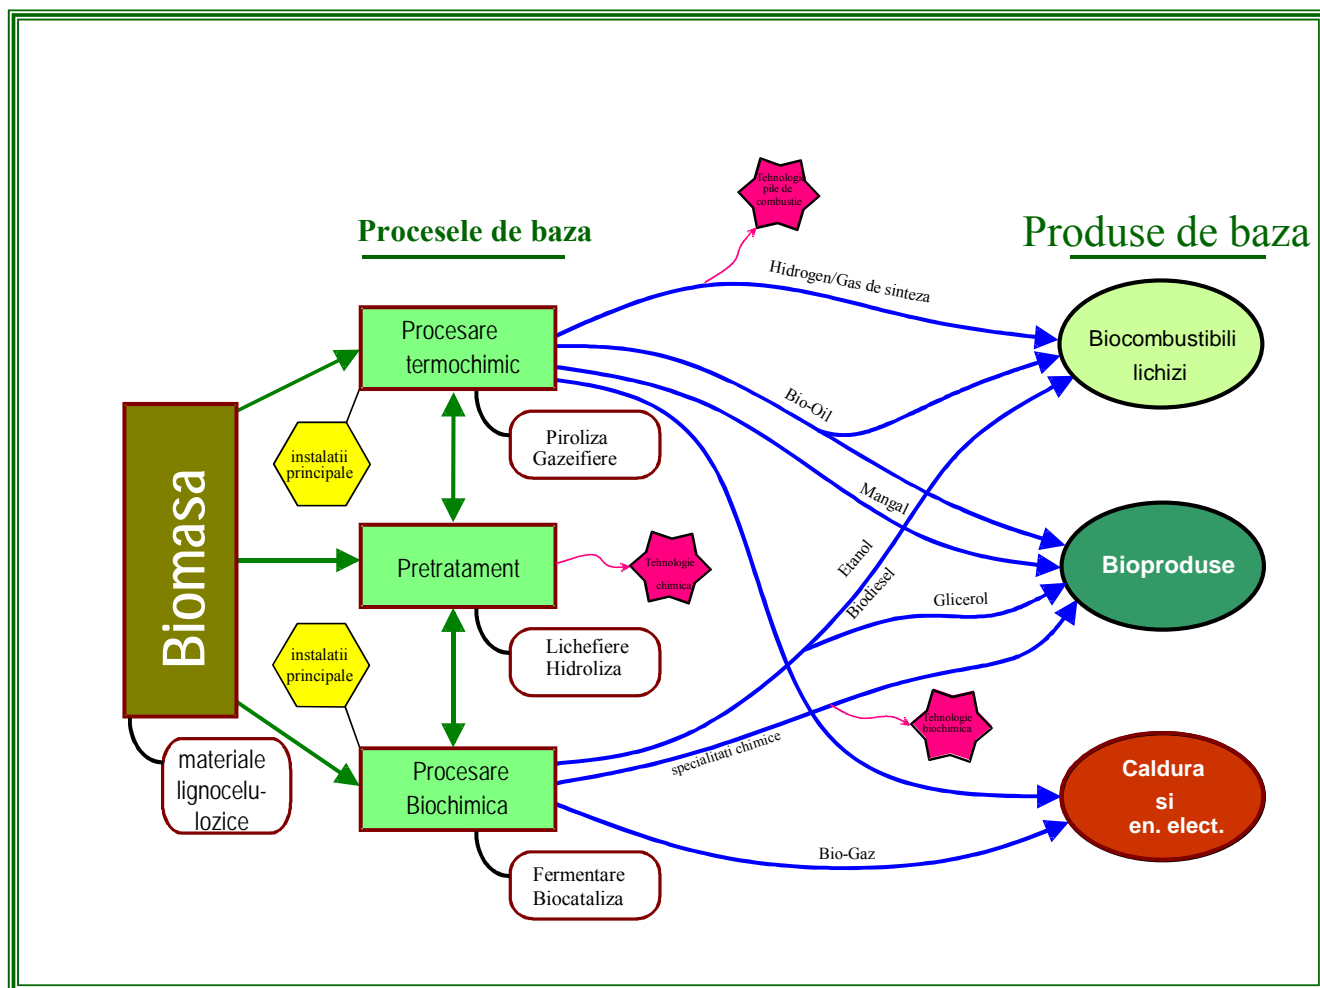 Tehnologie
pile de
combustie
Procesele de baza
Produse de baza
Hidrogen/Gas de sinteza
Procesare
termochimic
Biocombustibili
lichizi
Bio-Oil
Piroliza
Gazeifiere
instalatii
principale
Biomasa
Mangal
Pretratament
Tehnologie
chimica
Etanol
Biodiesel
Bioproduse
Glicerol
Lichefiere
Hidroliza
instalatii
principale
Tehnologie
biochimica
specialitati chimice
materiale
lignocelu-
lozice
Procesare
Biochimica
Caldura
si
en. elect.
Bio-Gaz
Fermentare
Biocataliza